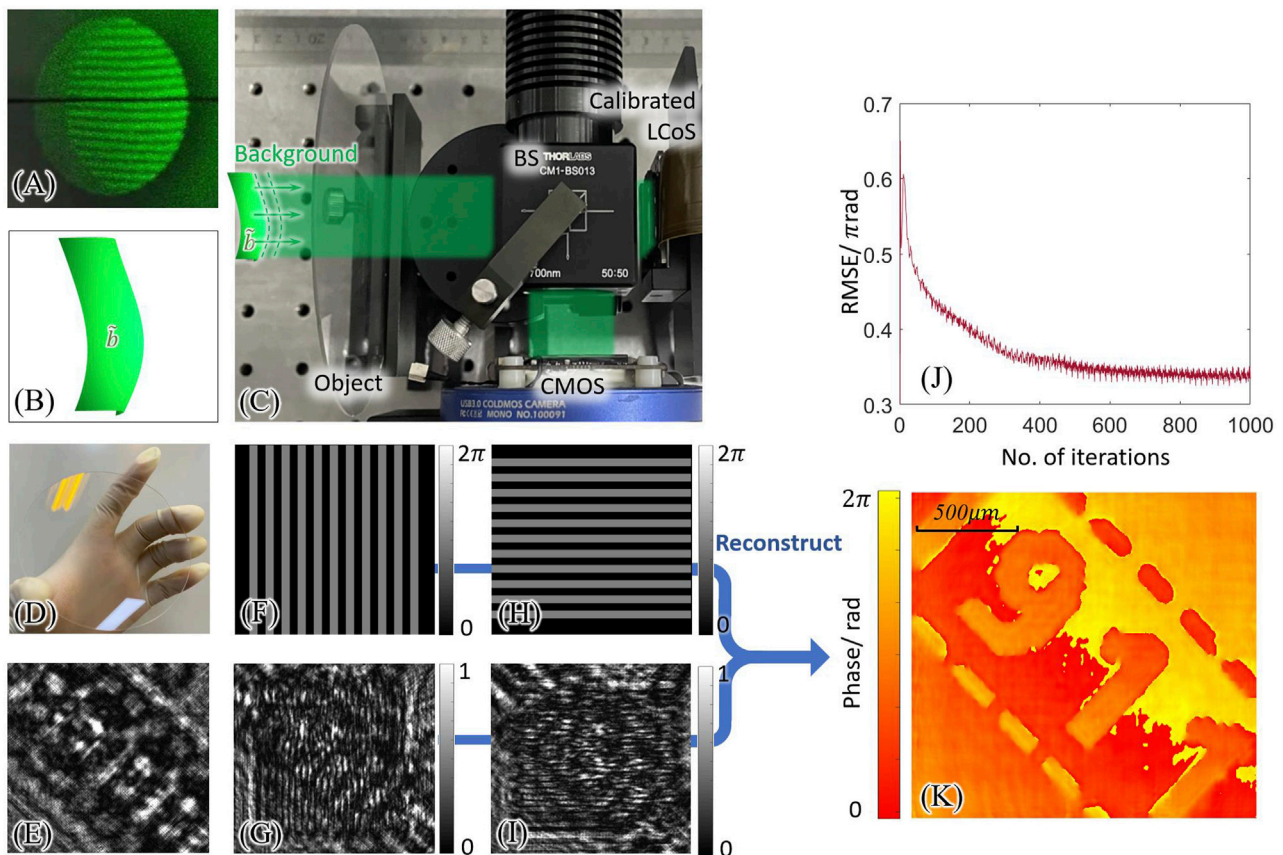 (A)
b̃
(B)
Background
b̃
Calibrated
LCoS
BS
THORLABS
CM1-BS013
700nm
50:50
Object
(C)
CMOS
USB3.0 COLDMOS CAMERA
MONO NO.100091
0.7
0.6
0.5
0.4
0.3
RMSE/ πrad
(J)
0
200
400
600
800
1000
No. of iterations
(D)
2π
(F)
0
2π
(H)
0
Reconstruct
(E)
1
(G)
0
1
(I)
0
2π
Phase/ rad
0
500μm
(K)